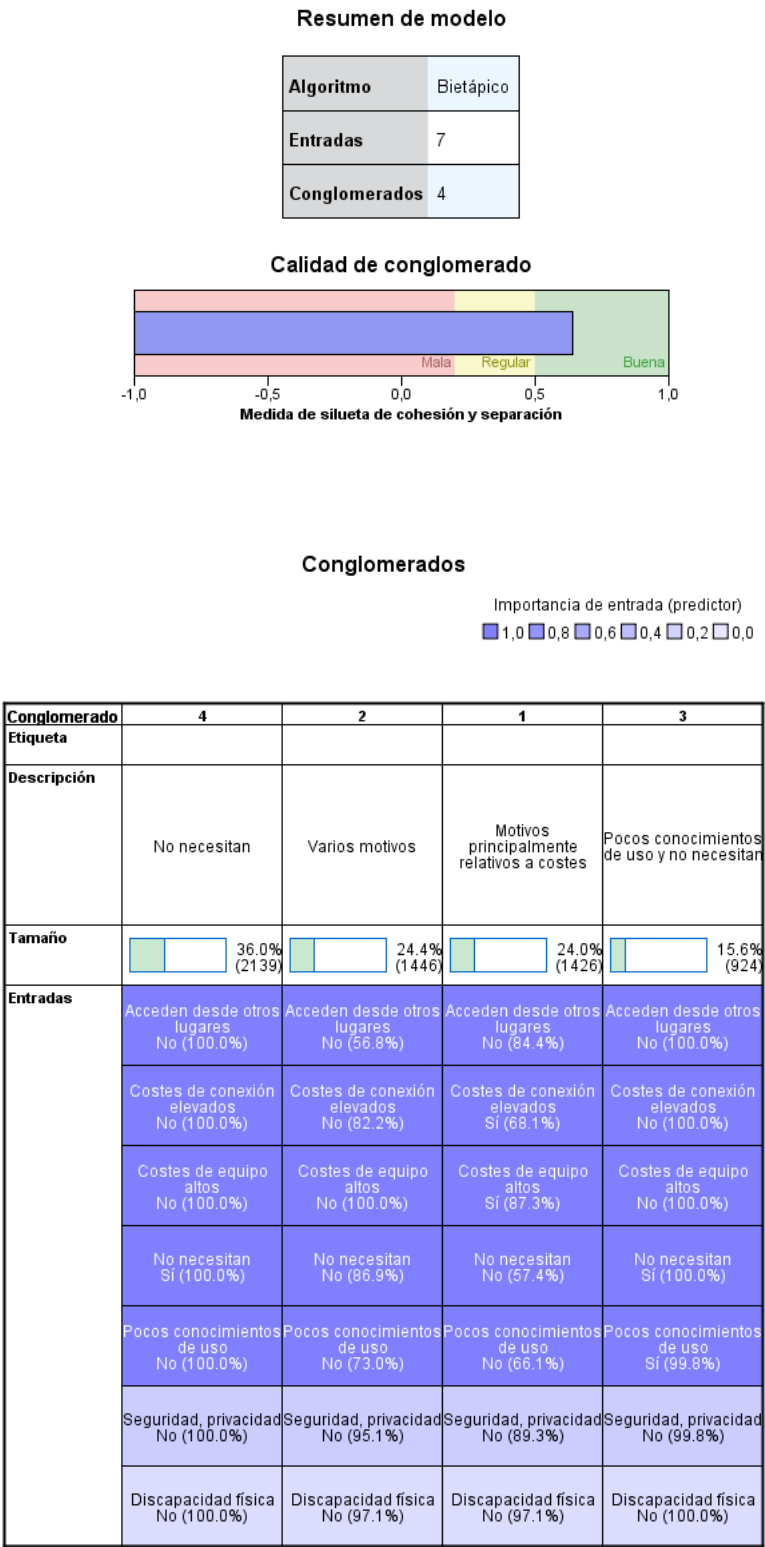 Resumen de modelo
Algoritmo Bietápico
Entradas 7
Conglomerados 4
Calidad de conglomerado
Mala Regular Buena
-1,0 -0,5 0,0 0,5 1,0
Medida de silueta de cohesión y separación
Conglomerados
Importancia de entrada (predictor)
1,0 0,8 0,6 0,4 0,2 0,0
Conglomerado 4 2 1 3
Etiqueta
Descripción
No necesitan
Varios motivos
Motivos
principalmente
relativos a costes
Pocos conocimientos
de uso y no necesitan
Tamaño
36.0%
(2139)
24.4%
(1446)
24.0%
(1426)
15.6%
(924)
Entradas
Acceden desde otros
lugares
No (100.0%)
Acceden desde otros
lugares
No (56.8%)
Acceden desde otros
lugares
No (84.4%)
Acceden desde otros
lugares
No (100.0%)
Costes de conexión
elevados
No (100.0%)
Costes de conexión
elevados
No (82.2%)
Costes de conexión
elevados
Sí (68.1%)
Costes de conexión
elevados
No (100.0%)
Costes de equipo
altos
No (100.0%)
Costes de equipo
altos
No (100.0%)
Costes de equipo
altos
Sí (87.3%)
Costes de equipo
altos
No (100.0%)
No necesitan
Sí (100.0%)
No necesitan
No (86.9%)
No necesitan
No (57.4%)
No necesitan
Sí (100.0%)
Pocos conocimientos
de uso
No (100.0%)
Pocos conocimientos
de uso
No (73.0%)
Pocos conocimientos
de uso
No (66.1%)
Pocos conocimientos
de uso
Sí (99.8%)
Seguridad, privacidad
No (100.0%)
Seguridad, privacidad
No (95.1%)
Seguridad, privacidad
No (89.3%)
Seguridad, privacidad
No (99.8%)
Discapacidad física
No (100.0%)
Discapacidad física
No (97.1%)
Discapacidad física
No (97.1%)
Discapacidad física
No (100.0%)